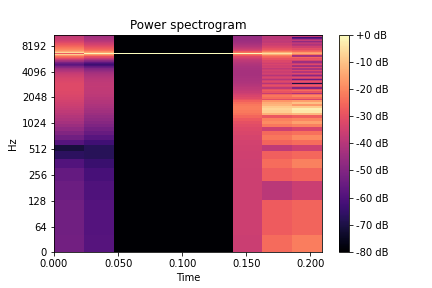 Power spectrogram
8192
4096
2048
1024
512
256
128
64
0
Hz
0.000 0.050 0.100 0.150 0.200
Time
+0 dB
-10 dB
-20 dB
-30 dB
-40 dB
-50 dB
-60 dB
-70 dB
-80 dB